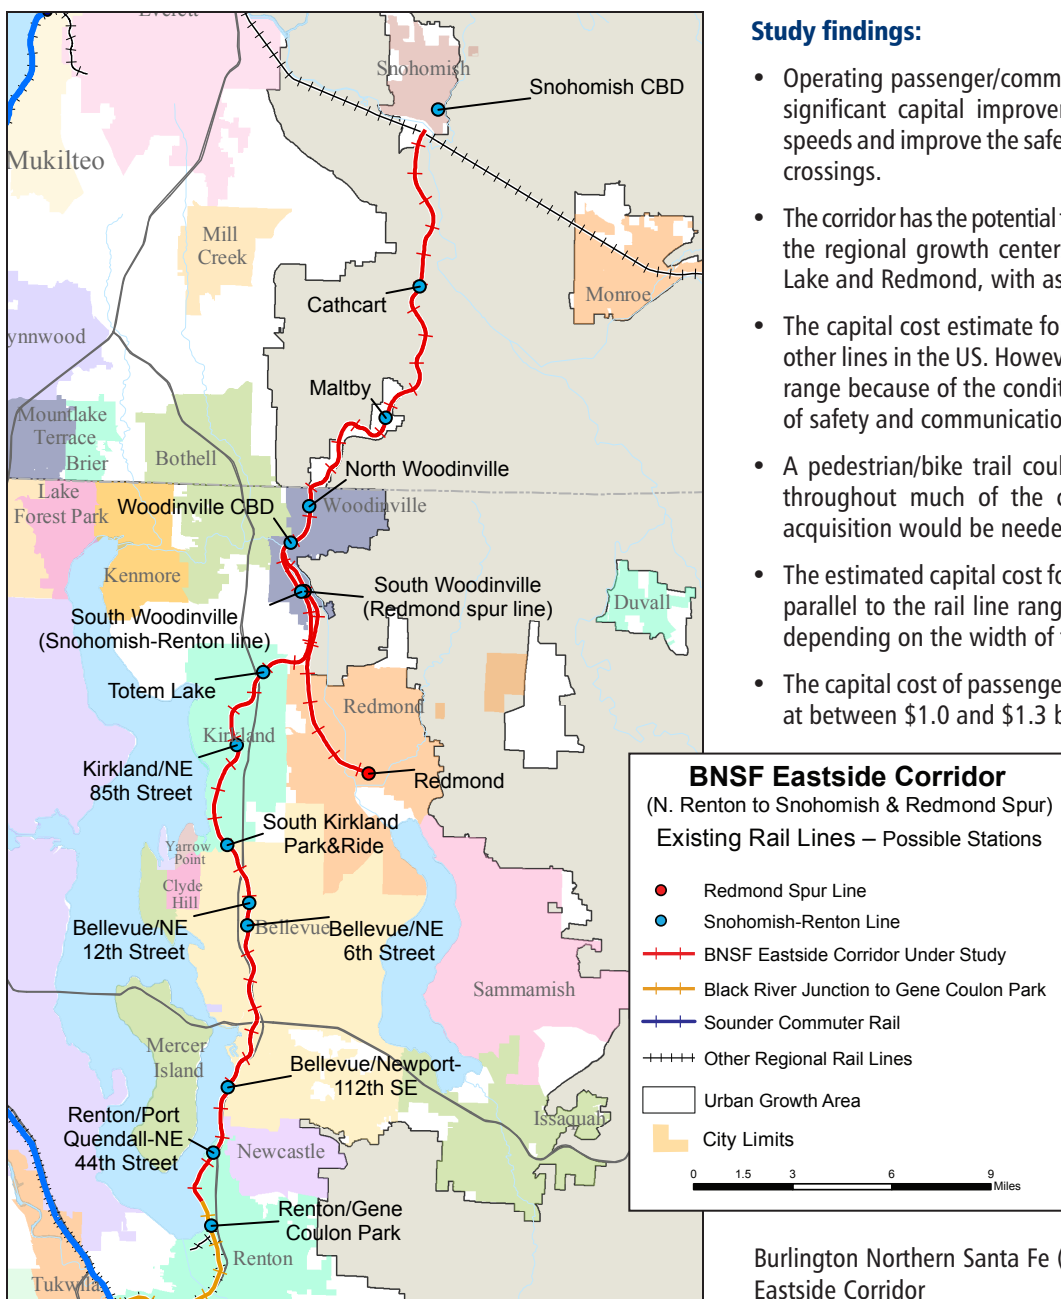 Everett
Snohomish
Snohomish CBD
Mukilteo
Mill
Creek
Cathcart
Monroe
ynnwood
Maltby
Mountlake
Terrace
Brier
Bothell
North Woodinville
Lake
Forest Park
Woodinville CBD
Woodinville
Kenmore
South Woodinville
(Redmond spur line)
Duvall
South Woodinville
(Snohomish-Renton line)
Totem Lake
Redmond
Kirkland
Kirkland/NE
85th Street
Redmond
South Kirkland
Park&Ride
Yarrow
Point
Clyde
Hill
Bellevue/NE
12th Street
Bellevue
Bellevue/NE
6th Street
Sammamish
Mercer
Island
Bellevue/Newport-
112th SE
Renton/Port
Quendall-NE
44th Street
Issaquah
Newcastle
Renton/Gene
Coulon Park
Renton
Tukwila
Study findings:
• Operating passenger/comm
significant capital improver
speeds and improve the safe
crossings.
• The corridor has the potential
the regional growth center
Lake and Redmond, with as
• The capital cost estimate fo
other lines in the US. Howev
range because of the condit
of safety and communicatio
• A pedestrian/bike trail coul
throughout much of the
acquisition would be neede
• The estimated capital cost fo
parallel to the rail line rang
depending on the width of
• The capital cost of passenge
at between $1.0 and $1.3 b
BNSF Eastside Corridor
(N. Renton to Snohomish & Redmond Spur)
Existing Rail Lines – Possible Stations
Redmond Spur Line
Snohomish-Renton Line
BNSF Eastside Corridor Under Study
Black River Junction to Gene Coulon Park
Sounder Commuter Rail
Other Regional Rail Lines
Urban Growth Area
City Limits
0 1.5 3 6 9
Miles
Burlington Northern Santa Fe (
Eastside Corridor